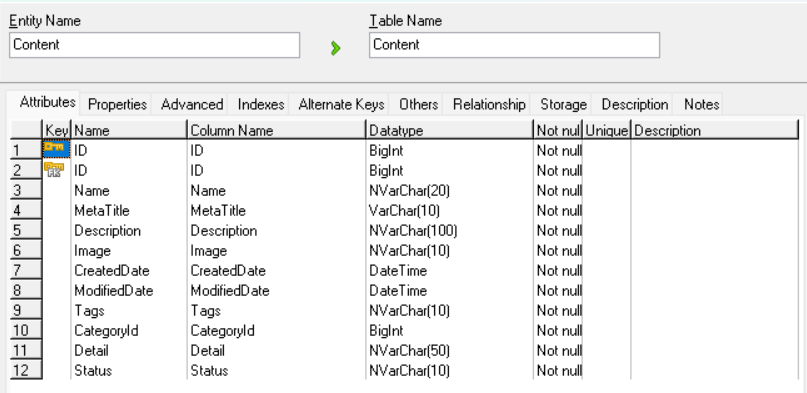 Entity Name Table Name
Content Content
Attributes Properties Advanced Indexes Alternate Keys Others Relationship Storage Description Notes
Key Name Column Name Datatype Not nul Unique Description
1 ID ID BigInt Not null
2 FK ID ID BigInt Not null
3 Name Name NVarChar(20) Not null
4 MetaTitle MetaTitle VarChar(10) Not null
5 Description Description NVarChar(100) Not null
6 Image Image NVarChar(10) Not null
7 CreatedDate CreatedDate DateTime Not null
8 ModifiedDate ModifiedDate DateTime Not null
9 Tags Tags NVarChar(10) Not null
10 CategoryId CategoryId BigInt Not null
11 Detail Detail NVarChar(50) Not null
12 Status Status NVarChar(10) Not null